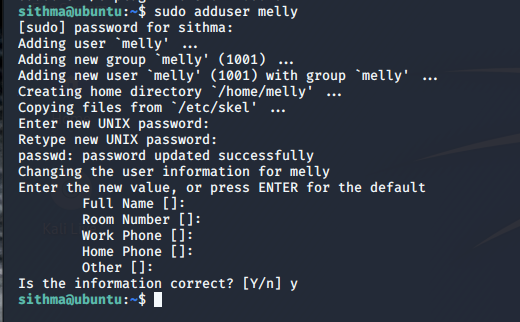 sithma@ubuntu:~$ sudo adduser melly
[sudo] password for sithma:
Adding user `melly' ...
Adding new group `melly' (1001) ...
Adding new user `melly' (1001) with group `melly' ...
Creating home directory `/home/melly' ...
Copying files from `/etc/skel' ...
Enter new UNIX password:
Retype new UNIX password:
passwd: password updated successfully
Changing the user information for melly
Enter the new value, or press ENTER for the default
Full Name []:
Room Number []:
Work Phone []:
Home Phone []:
Other []:
Is the information correct? [Y/n] y
sithma@ubuntu:~$